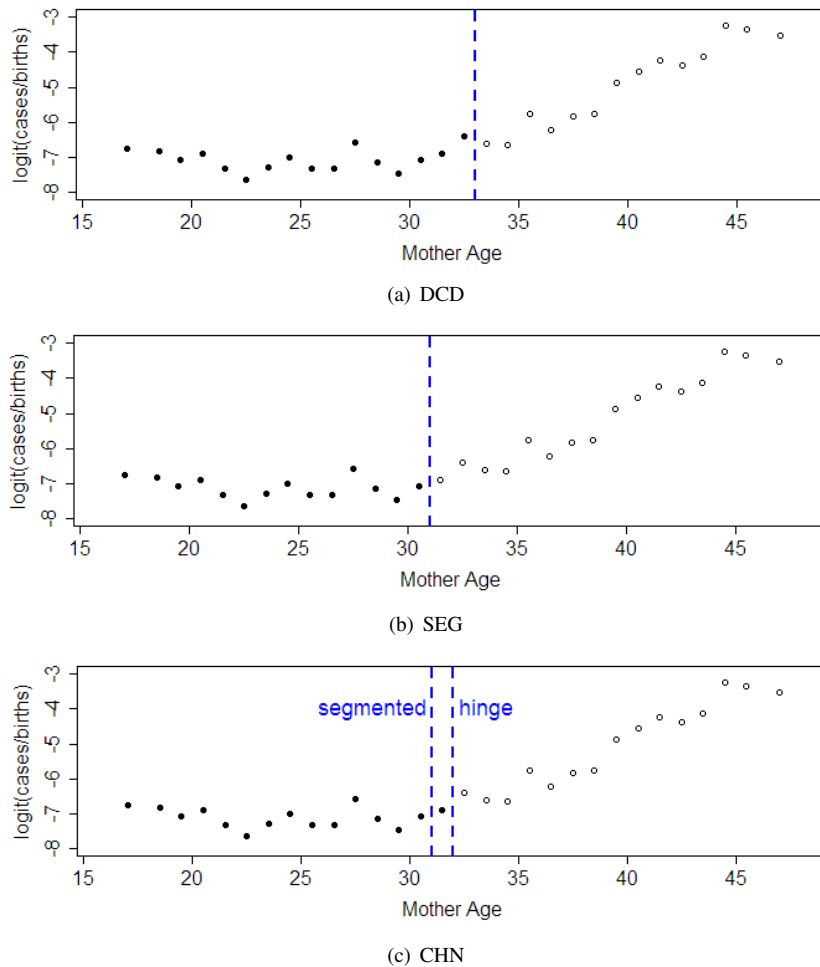 -3
-4
-5
-6
-7
-8
logit(cases/births)
15 20 25 30 35 40 45
Mother Age
(a) DCD
-3
-4
-5
-6
-7
-8
logit(cases/births)
15 20 25 30 35 40 45
Mother Age
(b) SEG
-3
-4
-5
-6
-7
-8
logit(cases/births)
segmented hinge
15 20 25 30 35 40 45
Mother Age
(c) CHN